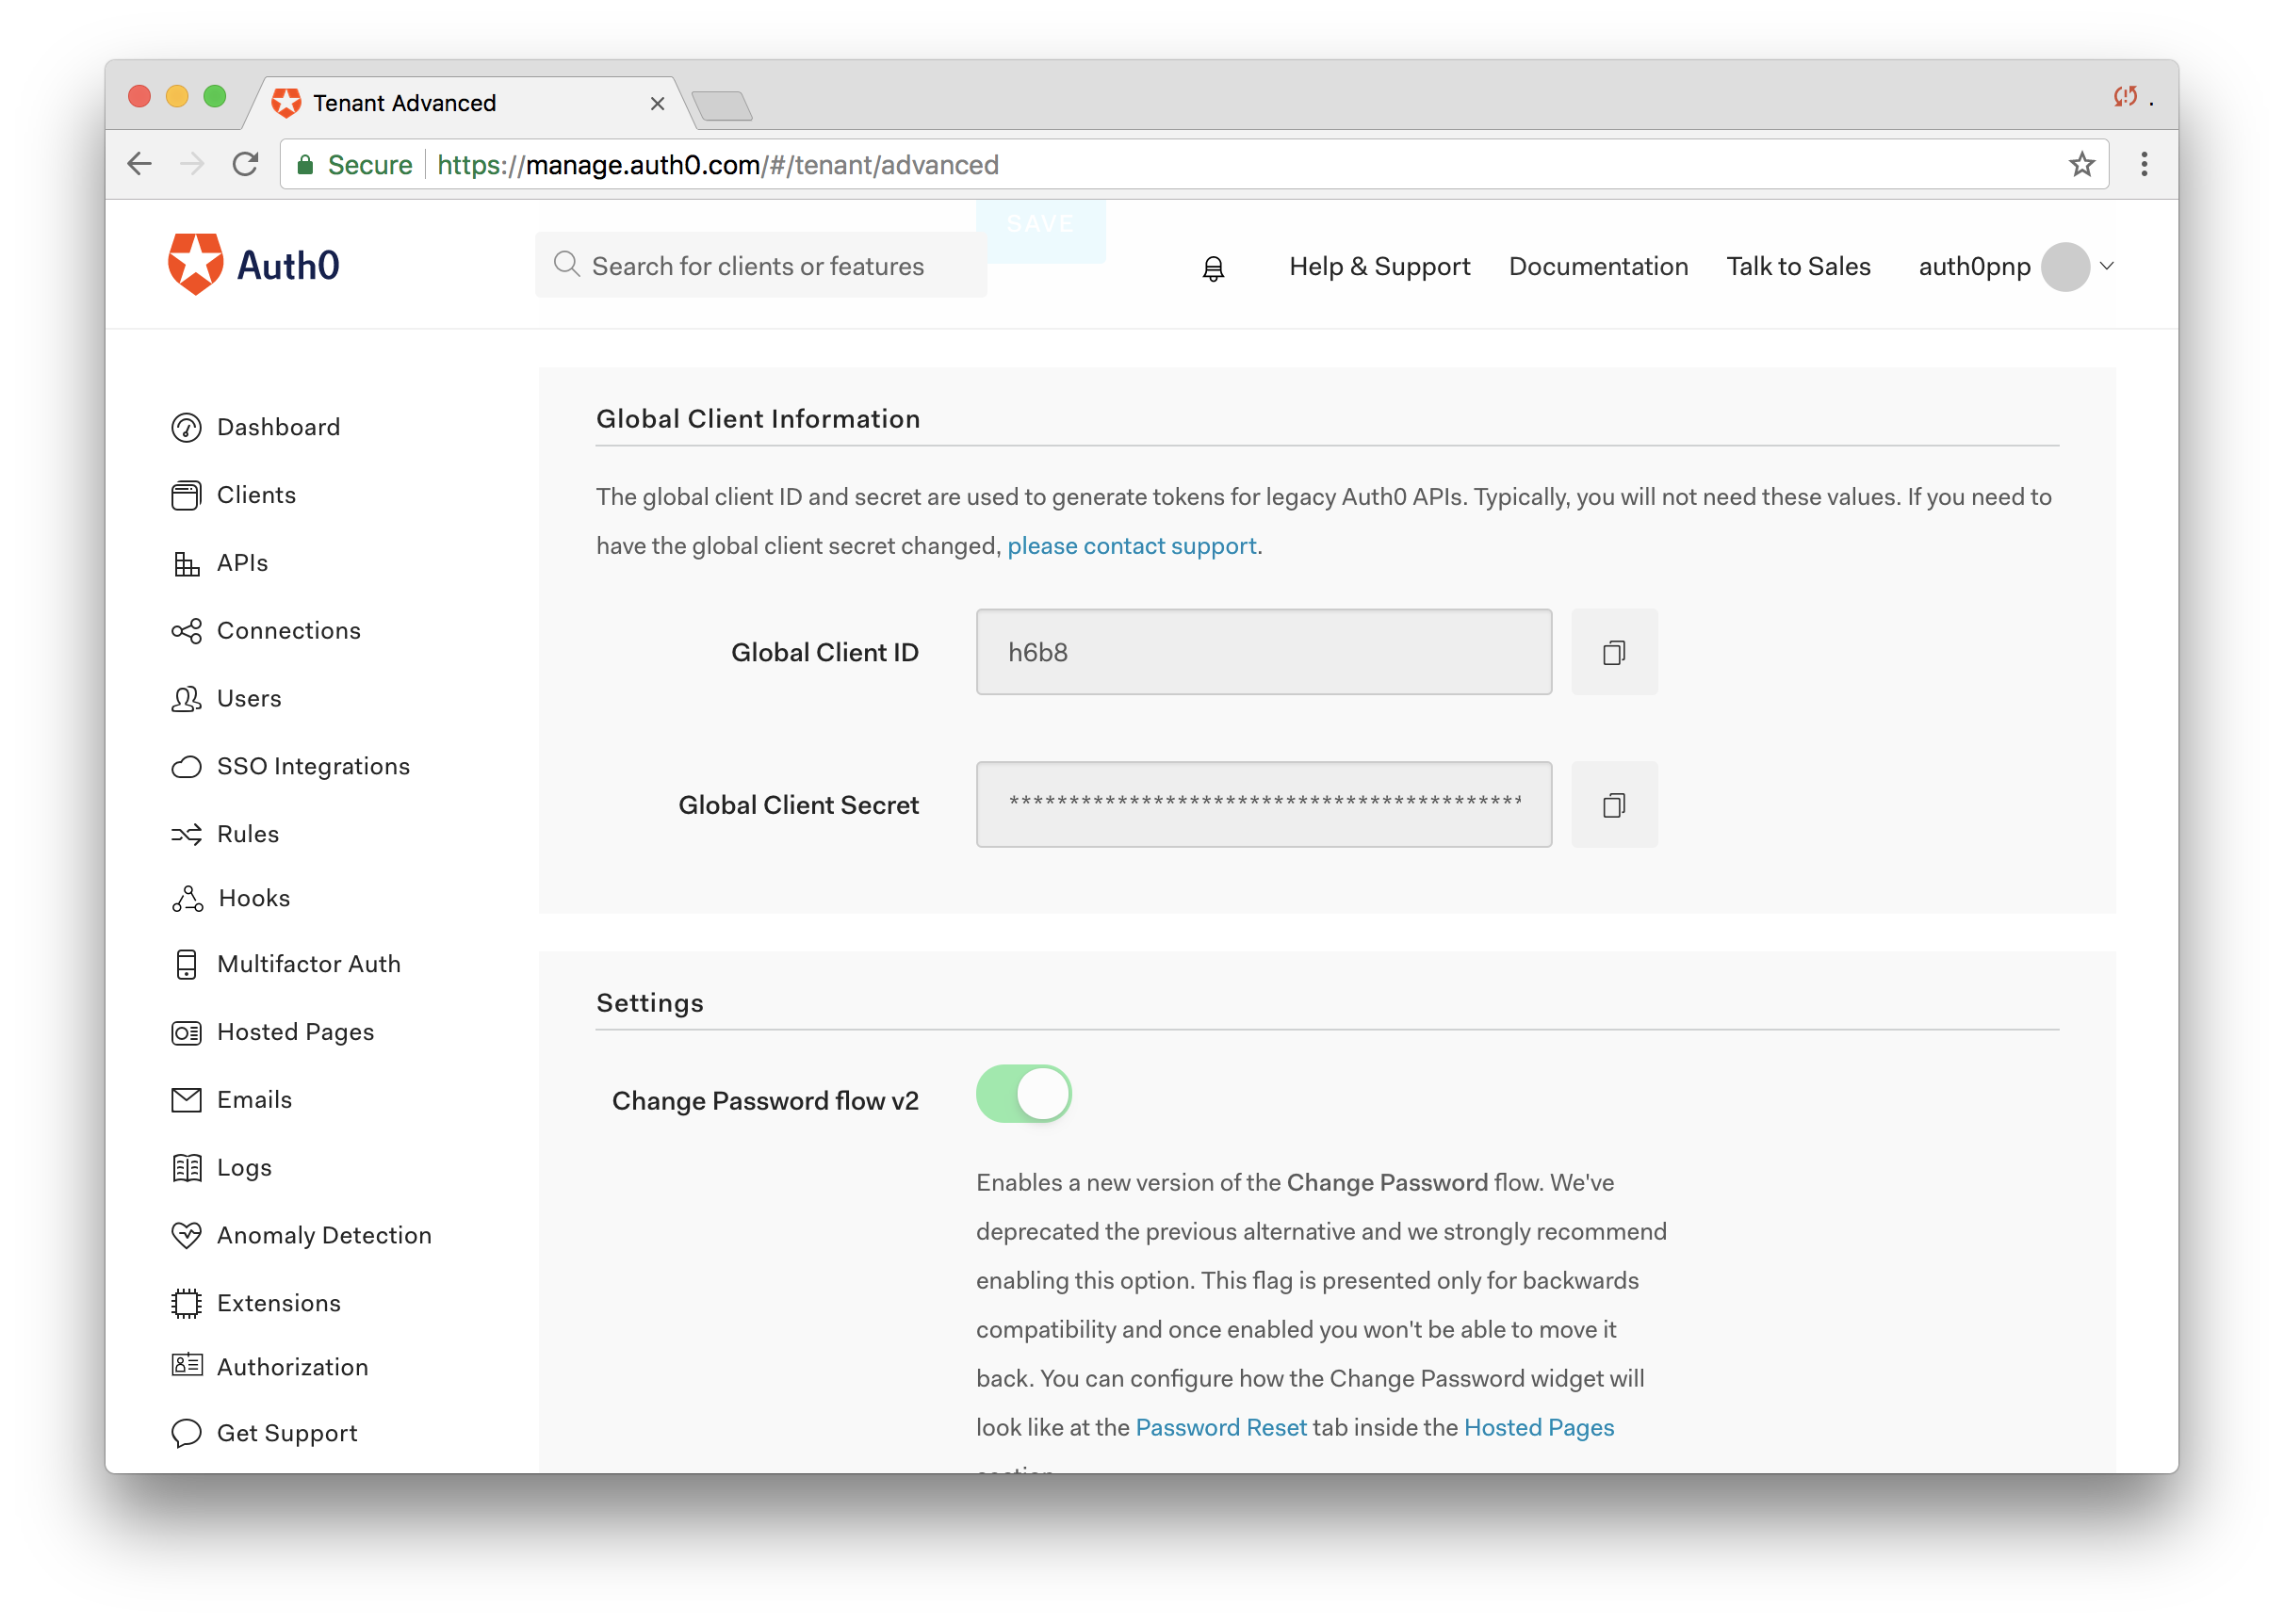 Tenant Advanced
Secure https://manage.auth0.com/#/tenant/advanced
SAVE
Auth0
Search for clients or features
Help & Support
Documentation
Talk to Sales
auth0pnp
Dashboard
Clients
APIs
Connections
Users
SSO Integrations
Rules
Hooks
Multifactor Auth
Hosted Pages
Emails
Logs
Anomaly Detection
Extensions
Authorization
Get Support
Global Client Information
The global client ID and secret are used to generate tokens for legacy Auth0 APIs. Typically, you will not need these values. If you need to
have the global client secret changed, please contact support.
Global Client ID
h6b8
Global Client Secret
*******************************************
Settings
Change Password flow v2
Enables a new version of the Change Password flow. We've
deprecated the previous alternative and we strongly recommend
enabling this option. This flag is presented only for backwards
compatibility and once enabled you won't be able to move it
back. You can configure how the Change Password widget will
look like at the Password Reset tab inside the Hosted Pages